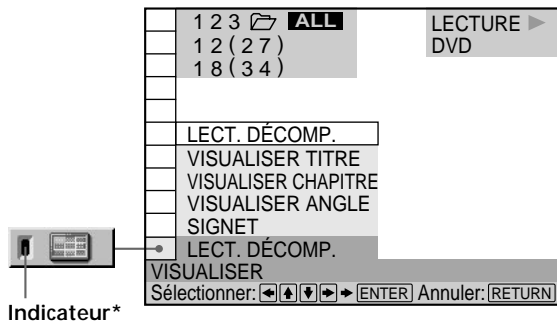 1 2 3 ALL
1 2 ( 2 7 )
1 8 ( 3 4 )
LECTURE
DVD
LECT. DÉCOMP.
VISUALISER TITRE
VISUALISER CHAPITRE
VISUALISER ANGLE
SIGNET
LECT. DÉCOMP.
VISUALISER
Sélectionner: ENTER Annuler: RETURN
Indicateur*